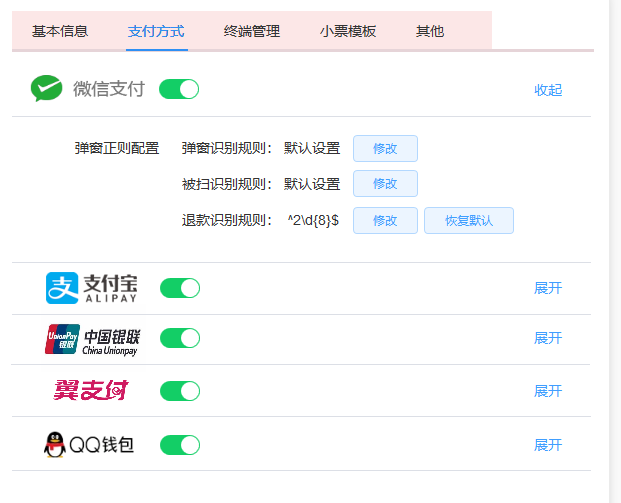 基本信息 支付方式 终端管理 小票模板 其他
微信支付 收起
弹窗正则配置 弹窗识别规则： 默认设置 修改
被扫识别规则： 默认设置 修改
退款识别规则： ^2\d{8}$ 修改 恢复默认
支 支付宝 展开
ALIPAY
UnionPay 中国银联 展开
银联 China Unionpay
翼支付 展开
QQ钱包 展开